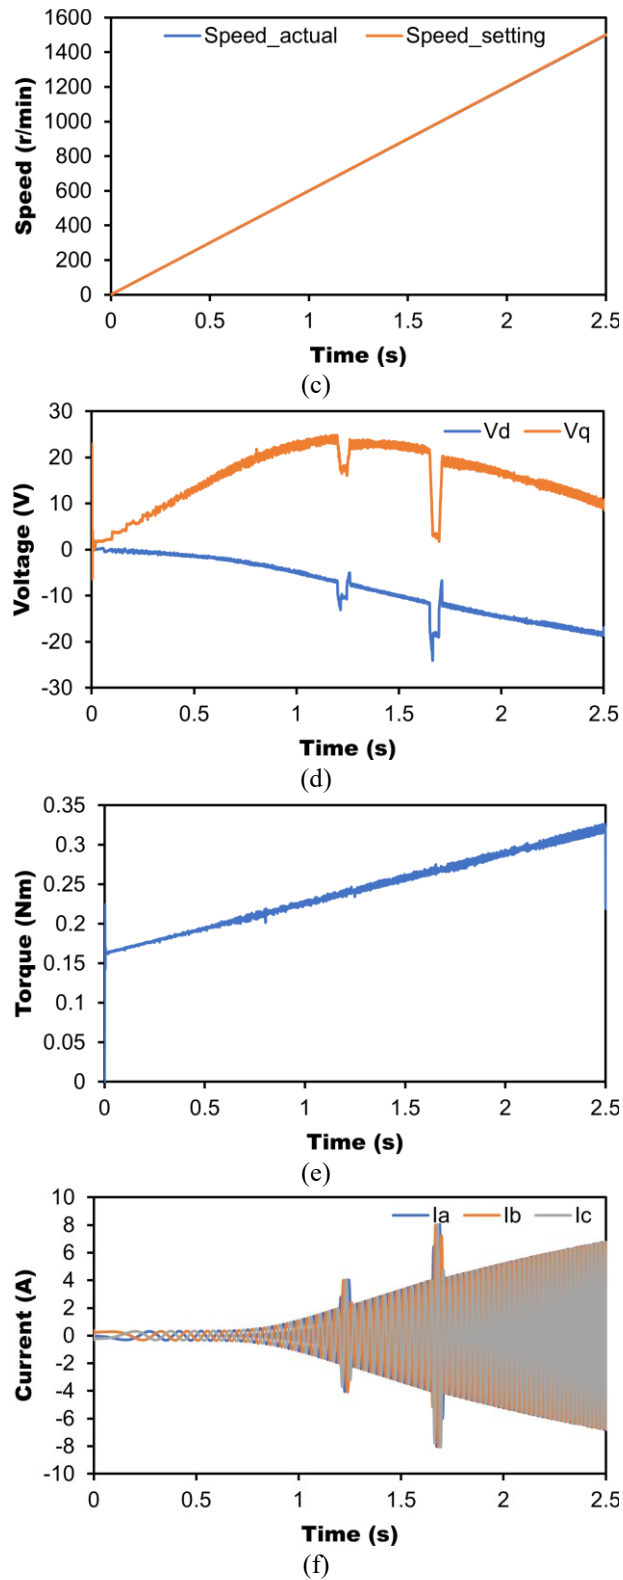 1600
1400
1200
1000
800
600
400
200
0
Speed (r/min)
Speed_actual Speed_setting
0 0.5 1 1.5 2 2.5
Time (s)
(c)
30
20
10
0
-10
-20
-30
Voltage (V)
Vd Vq
0 0.5 1 1.5 2 2.5
Time (s)
(d)
0.35
0.3
0.25
0.2
0.15
0.1
0.05
0
Torque (Nm)
0 0.5 1 1.5 2 2.5
Time (s)
(e)
10
8
6
4
2
0
-2
-4
-6
-8
-10
Current (A)
Ia Ib Ic
0 0.5 1 1.5 2 2.5
Time (s)
(f)